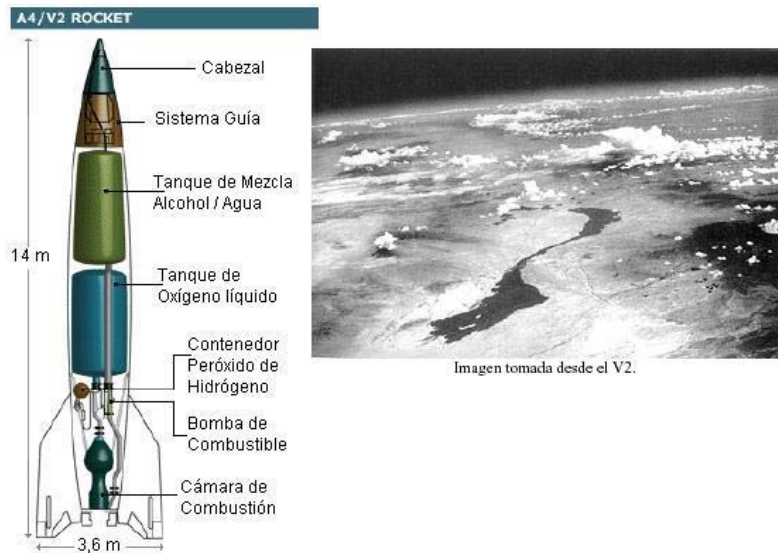 A4/V2 ROCKET
Cabezal
Sistema Guía
Tanque de Mezcla
Alcohol / Agua
14 m
Tanque de
Oxígeno líquido
Contenedor
Peróxido de
Hidrógeno
Bomba de
Combustible
Cámara de
Combustión
3,6 m
Imagen tomada desde el V2.